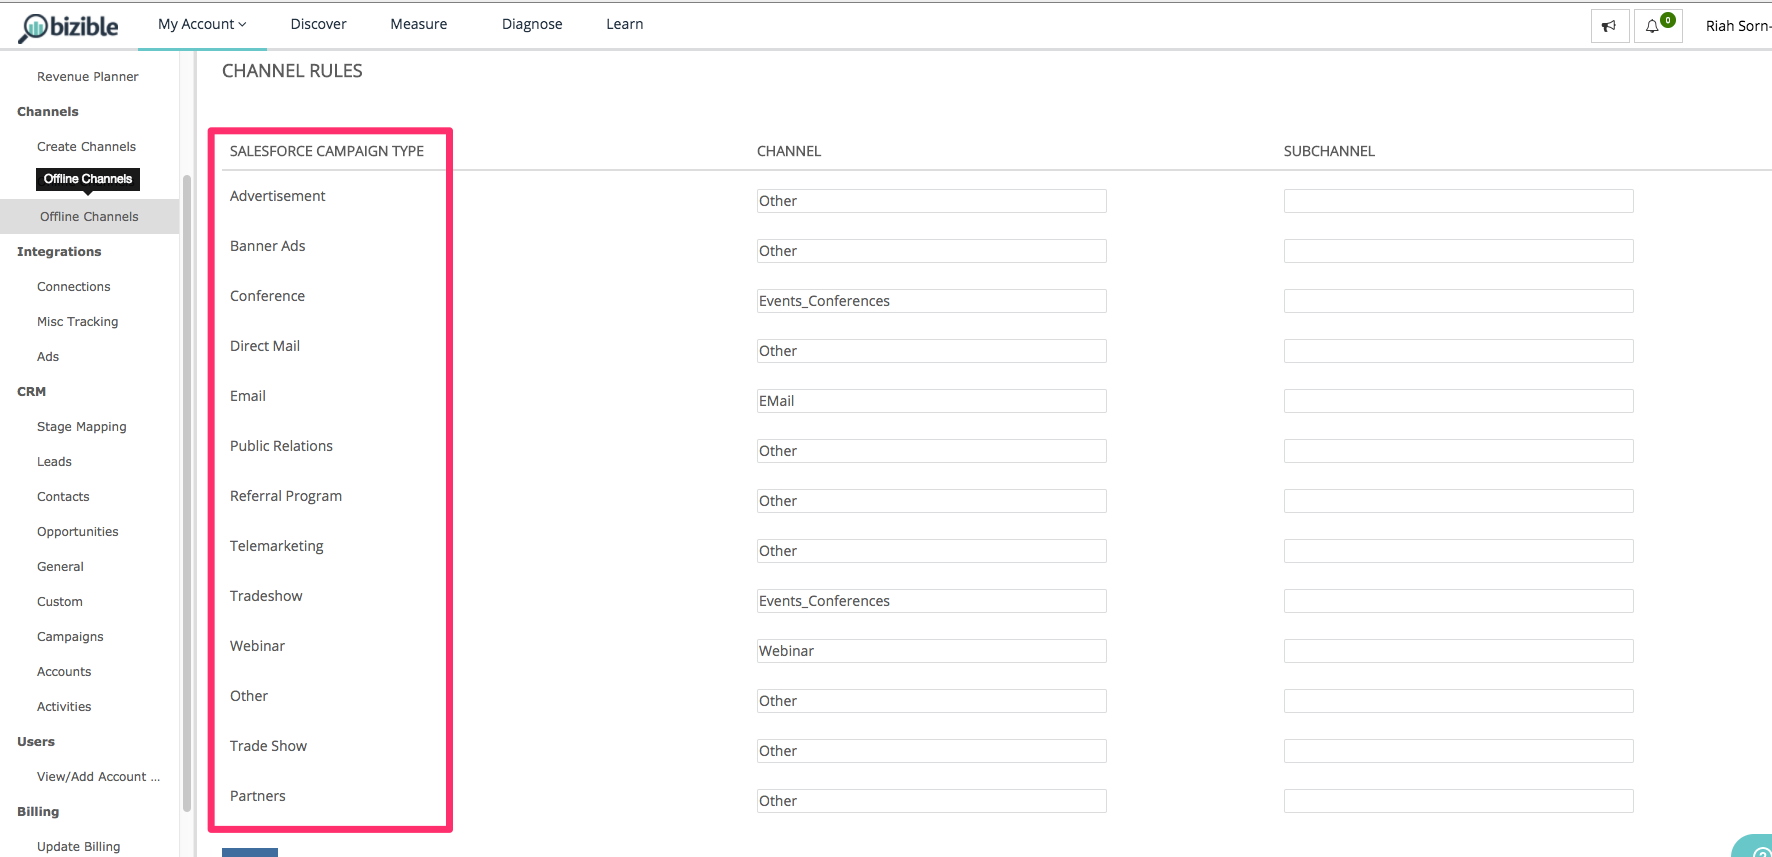 bizible
My Account
Discover
Measure
Diagnose
Learn
0
Riah Sorn-
Revenue Planner
Channels
Create Channels
Offline Channels
Offline Channels
Integrations
Connections
Misc Tracking
Ads
CRM
Stage Mapping
Leads
Contacts
Opportunities
General
Custom
Campaigns
Accounts
Activities
Users
View/Add Account ...
Billing
Update Billing
CHANNEL RULES
SALESFORCE CAMPAIGN TYPE CHANNEL SUBCHANNEL
Advertisement Other
Banner Ads Other
Conference Events_Conferences
Direct Mail Other
Email EMail
Public Relations Other
Referral Program Other
Telemarketing Other
Tradeshow Events_Conferences
Webinar Webinar
Other Other
Trade Show Other
Partners Other